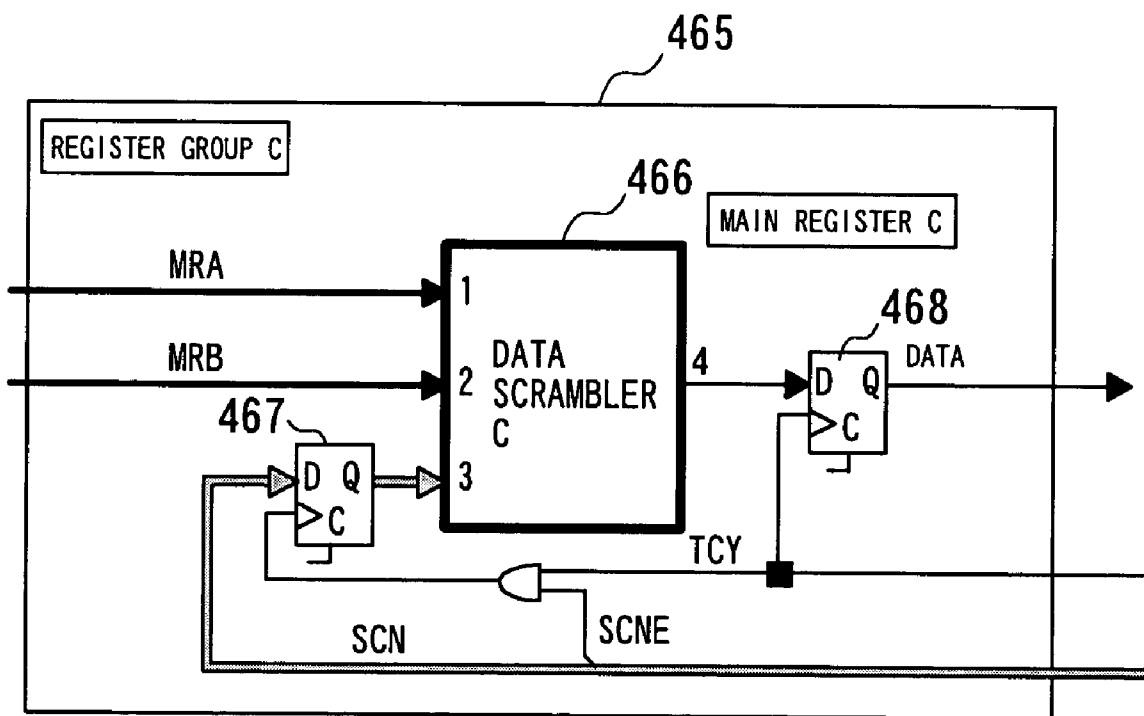 465
REGISTER GROUP C
466
MAIN REGISTER C
MRA
1
468
MRB
2
DATA
SCRAMBLER
C
4
D Q
C
DATA
467
D Q
C
3
TCY
SCNE
SCN